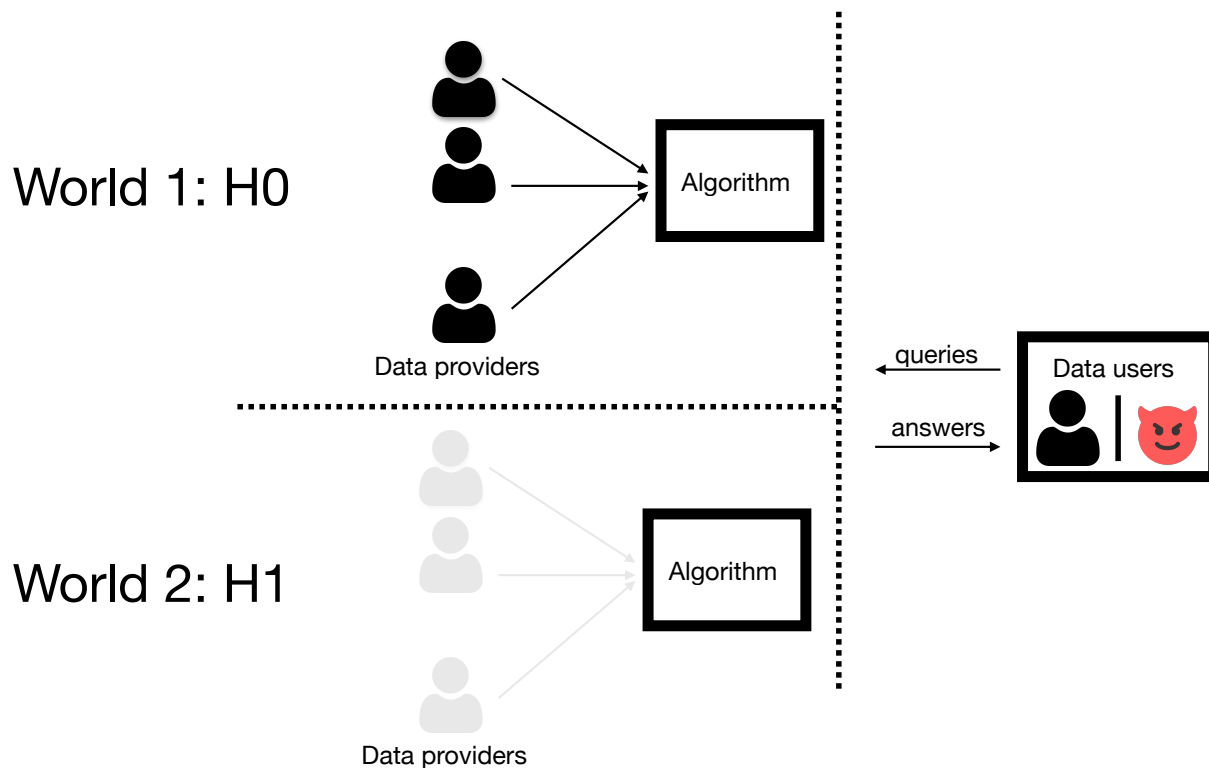 World 1: H0
Algorithm
Data providers
queries
Data users
answers
World 2: H1
Algorithm
Data providers